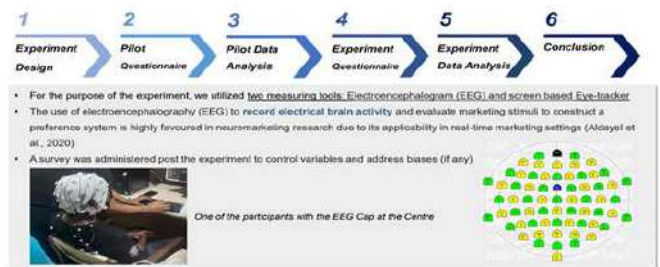 1 2 3 4 5 6
Experiment Pilot Pilot Data Experiment Experiment Conclusion
Design Questionnaire Analysis Questionnaire Data Analysis
• For the purpose of the experiment, we utilized two measuring tools: Electroencephalogram (EEG) and screen based Eye-tracker
• The use of electroencephalography (EEG) to record electrical brain activity and evaluate marketing stimuli to construct a
preference system is highly favoured in neuromarketing research due to its applicability in real-time marketing settings (Aldayel et
al., 2020)
• A survey was administered post the experiment to control variables and address biases (if any)
One of the participants with the EEG Cap at the Centre